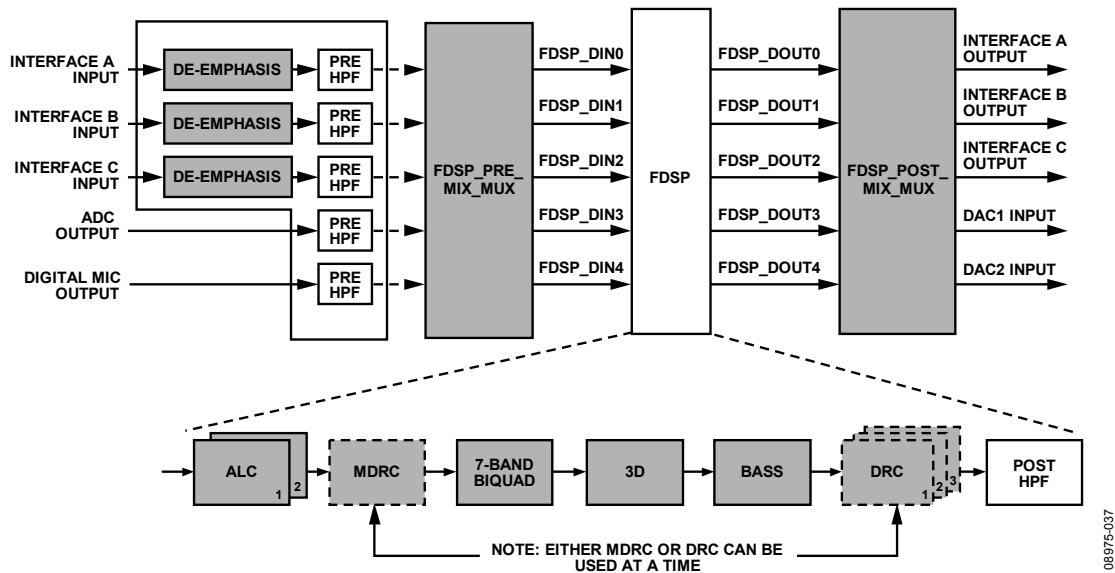 INTERFACE A
INPUT
DE-EMPHASIS
PRE
HPF
INTERFACE B
INPUT
DE-EMPHASIS
PRE
HPF
INTERFACE C
INPUT
DE-EMPHASIS
PRE
HPF
ADC
OUTPUT
PRE
HPF
DIGITAL MIC
OUTPUT
PRE
HPF
FDSP_PRE_
MIX_MUX
FDSP_DIN0
FDSP_DIN1
FDSP_DIN2
FDSP_DIN3
FDSP_DIN4
FDSP
FDSP_DOUT0
FDSP_DOUT1
FDSP_DOUT2
FDSP_DOUT3
FDSP_DOUT4
FDSP_POST_
MIX_MUX
INTERFACE A
OUTPUT
INTERFACE B
OUTPUT
INTERFACE C
OUTPUT
DAC1 INPUT
DAC2 INPUT
ALC
1
2
MDRC
7-BAND
BIQUAD
3D
BASS
DRC
1
2
3
POST
HPF
NOTE: EITHER MDRC OR DRC CAN BE
USED AT A TIME
08975-037